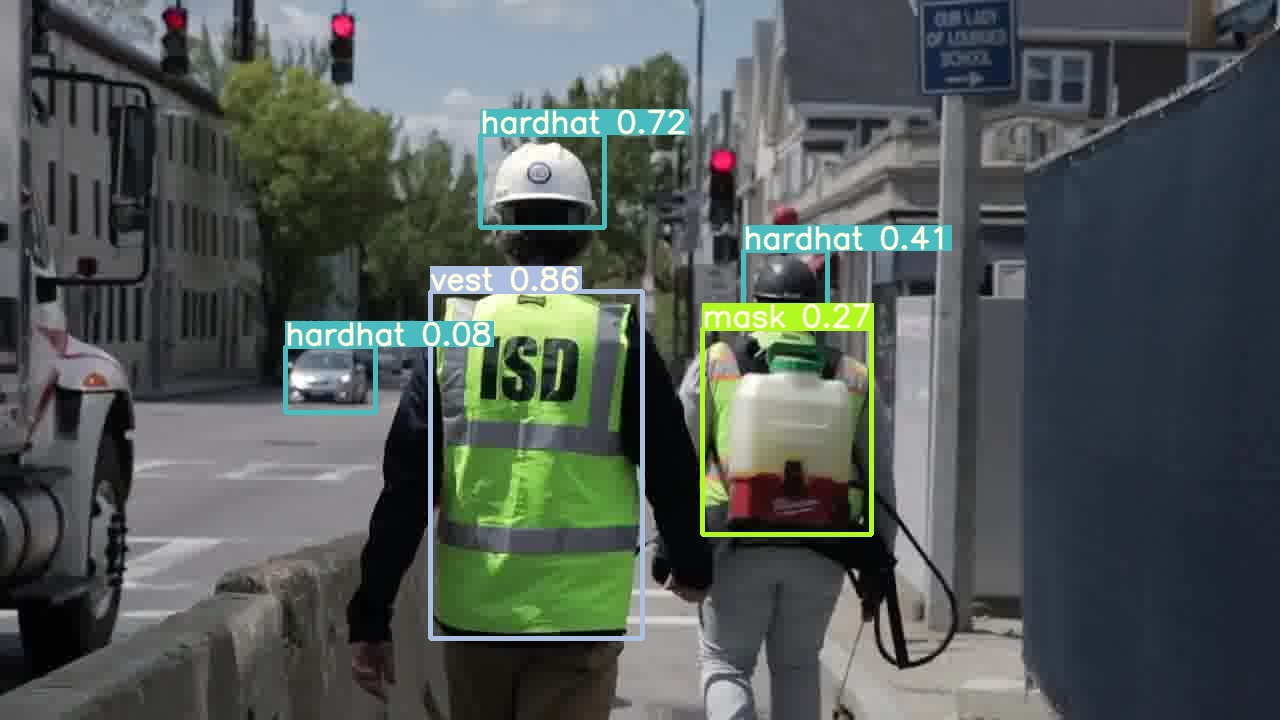 OUR LADY
OF LOURDES
SCHOOL
hardhat 0.72
hardhat 0.41
vest 0.86
mask 0.27
hardhat 0.08
ISD
Milwaukee